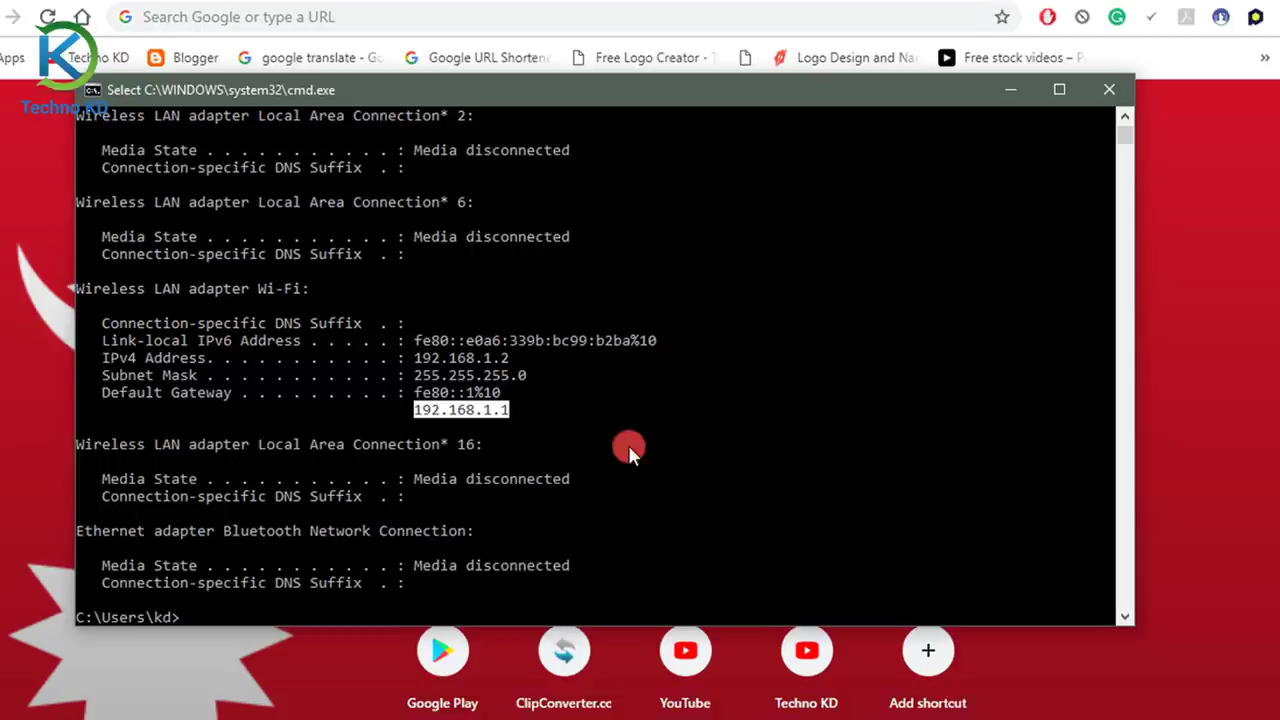 Search Google or type a URL
Apps
Techno KD
Blogger
google translate - Go
Google URL Shortene
Free Logo Creator -
Logo Design and Na
Free stock videos –
»
Techno KD
Select C:\WINDOWS\system32\cmd.exe
Wireless LAN adapter Local Area Connection* 2:
Media State . . . . . . . . . . . : Media disconnected
Connection-specific DNS Suffix . :
Wireless LAN adapter Local Area Connection* 6:
Media State . . . . . . . . . . . : Media disconnected
Connection-specific DNS Suffix . :
Wireless LAN adapter Wi-Fi:
Connection-specific DNS Suffix . :
Link-local IPv6 Address . . . . . : fe80::e0a6:339b:bc99:b2ba%10
IPv4 Address. . . . . . . . . . . : 192.168.1.2
Subnet Mask . . . . . . . . . . . : 255.255.255.0
Default Gateway . . . . . . . . . : fe80::1%10
192.168.1.1
Wireless LAN adapter Local Area Connection* 16:
Media State . . . . . . . . . . . : Media disconnected
Connection-specific DNS Suffix . :
Ethernet adapter Bluetooth Network Connection:
Media State . . . . . . . . . . . : Media disconnected
Connection-specific DNS Suffix . :
C:\Users\kd>
Google Play
ClipConverter.cc
YouTube
Techno KD
Add shortcut